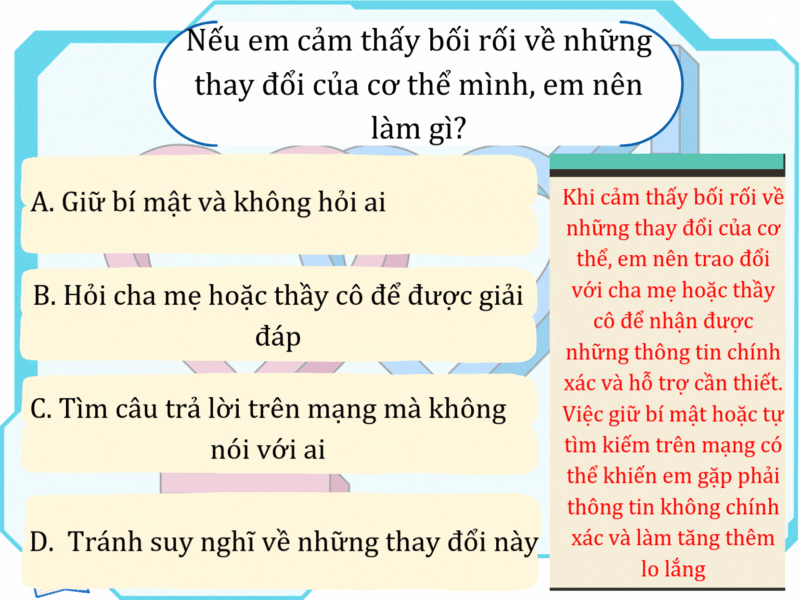 Nếu em cảm thấy bối rối về những
thay đổi của cơ thể mình, em nên
làm gì?
A. Giữ bí mật và không hỏi ai
B. Hỏi cha mẹ hoặc thầy cô để được giải
đáp
C. Tìm câu trả lời trên mạng mà không
nói với ai
D. Tránh suy nghĩ về những thay đổi này
Khi cảm thấy bối rối về
những thay đổi của cơ
thể, em nên trao đổi
với cha mẹ hoặc thầy
cô để nhận được
những thông tin chính
xác và hỗ trợ cần thiết.
Việc giữ bí mật hoặc tự
tìm kiếm trên mạng có
thể khiến em gặp phải
thông tin không chính
xác và làm tăng thêm
lo lắng